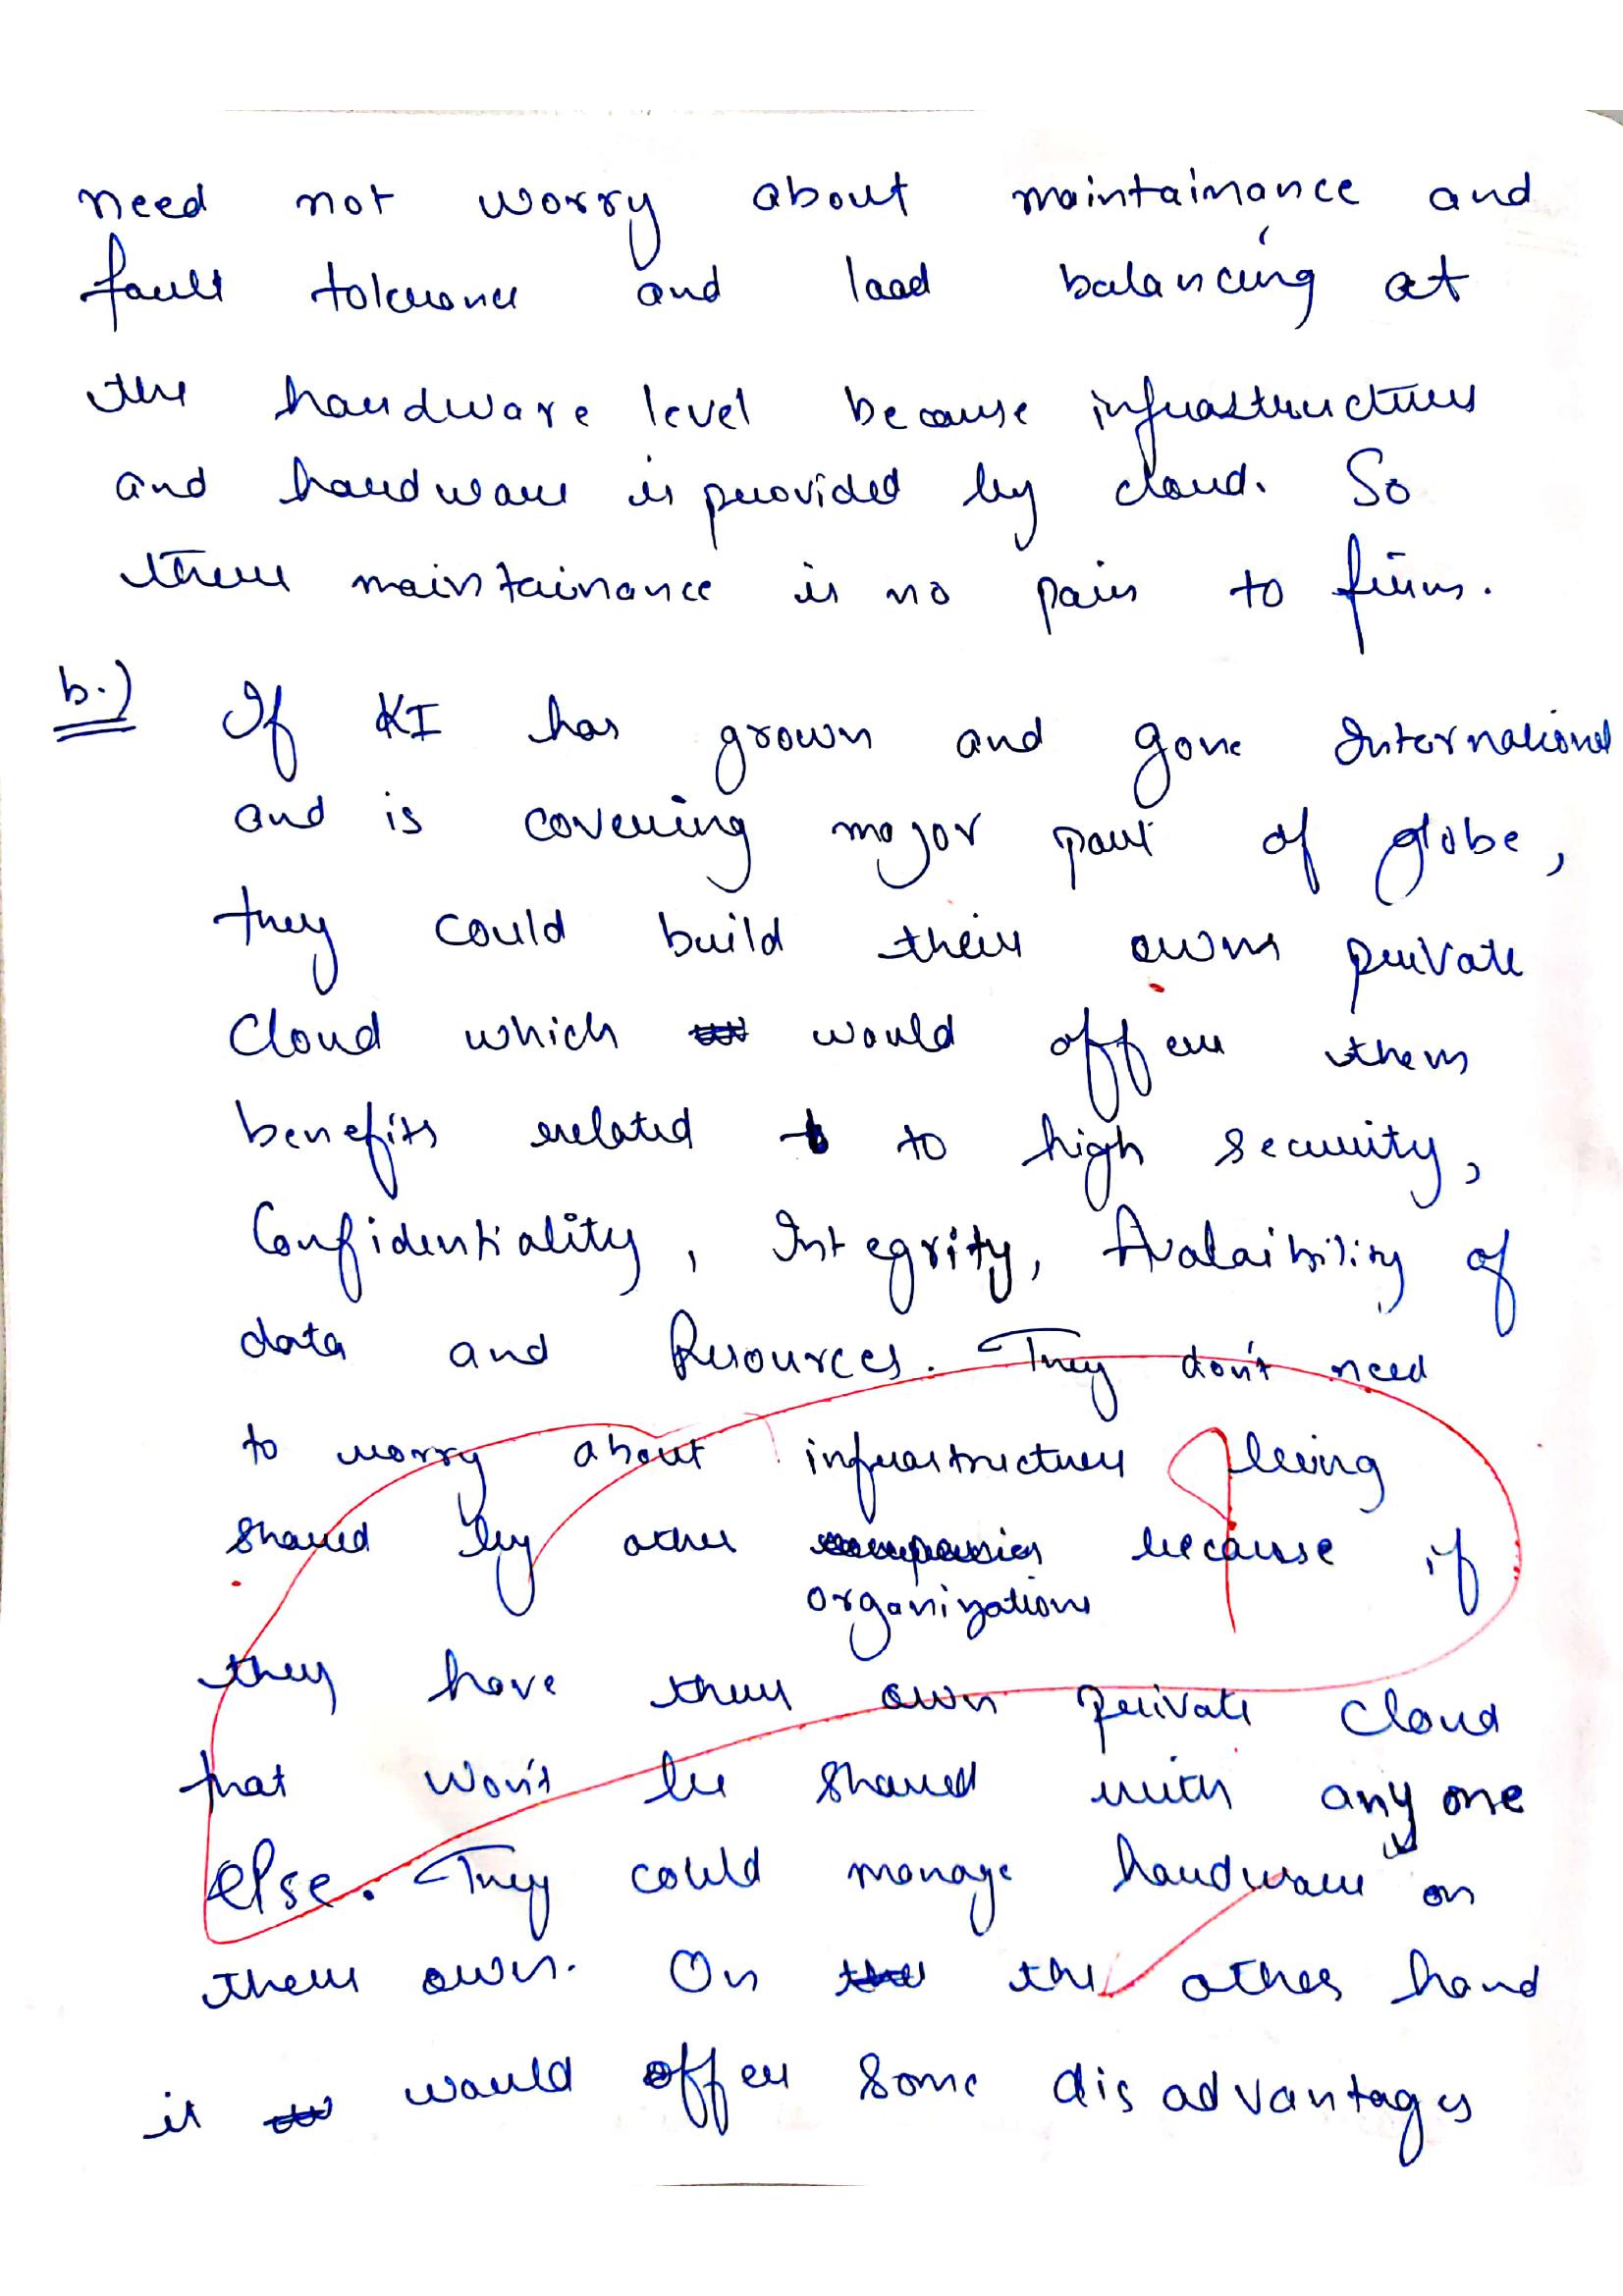 need not worry about maintainance and
fault tolerance and load balancing at
the hardware level because infrastructures
and hardware is provided by cloud. So
there maintainance is no pain to firms.
b.) If KI has grown and gone International
and is covering major part of globe,
they could build their own private
Cloud which would offer them
benefits related to high security,
Confidentiality, Integrity, Avalaibility of
data and Resources. They don't need
to worry about infrastructure being
shared by other because if
organizations
they have their own private cloud
that won't be shared with any one
else. They could manage hardware on
there own. On the other hand
it would offer some disadvantages